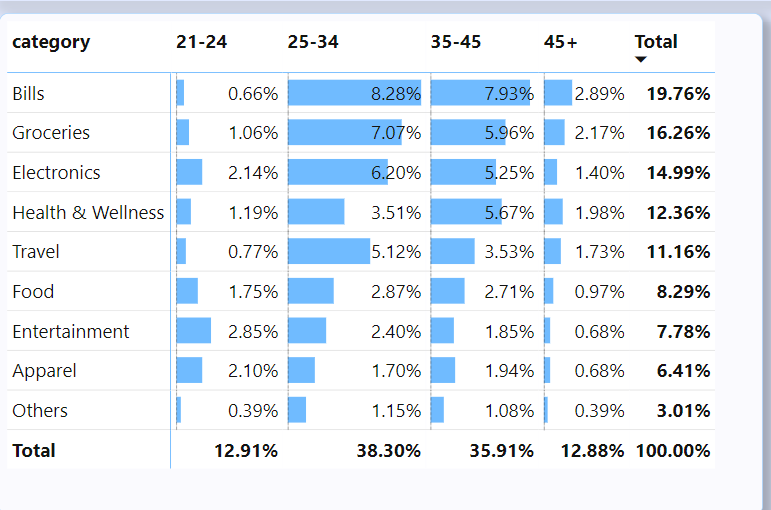 category 21-24 25-34 35-45 45+ Total
Bills 0.66% 8.28% 7.93% 2.89% 19.76%
Groceries 1.06% 7.07% 5.96% 2.17% 16.26%
Electronics 2.14% 6.20% 5.25% 1.40% 14.99%
Health & Wellness 1.19% 3.51% 5.67% 1.98% 12.36%
Travel 0.77% 5.12% 3.53% 1.73% 11.16%
Food 1.75% 2.87% 2.71% 0.97% 8.29%
Entertainment 2.85% 2.40% 1.85% 0.68% 7.78%
Apparel 2.10% 1.70% 1.94% 0.68% 6.41%
Others 0.39% 1.15% 1.08% 0.39% 3.01%
Total 12.91% 38.30% 35.91% 12.88% 100.00%